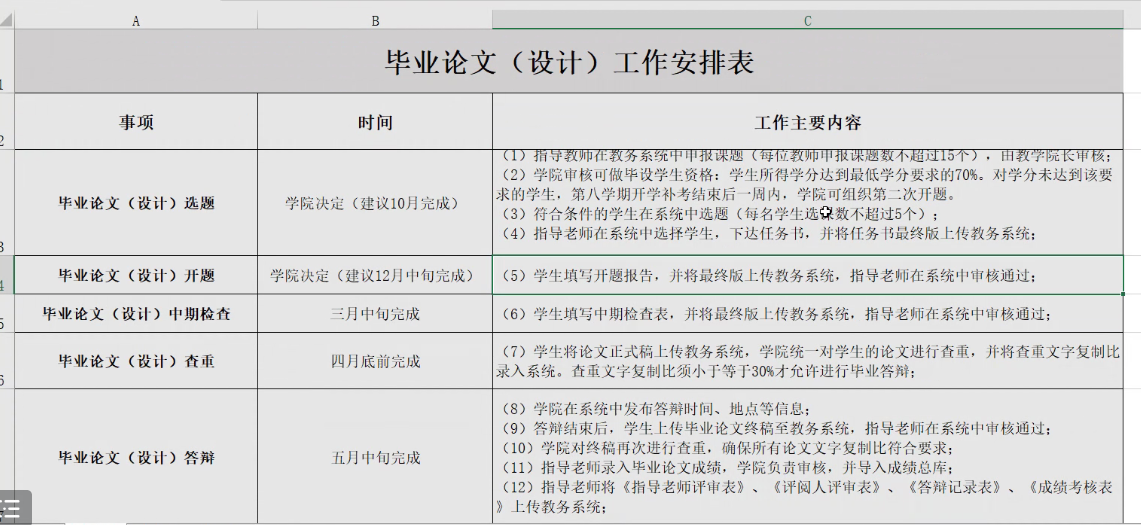 A
B
C
1
毕业论文（设计）工作安排表
2
事项
时间
工作主要内容
3
毕业论文（设计）选题
学院决定（建议10月完成）
（1）指导教师在教务系统中申报课题（每位教师申报课题数不超过15个），由教学院长审核；
（2）学院审核可做毕设学生资格：学生所得学分达到最低学分要求的70%。对学分未达到该要
求的学生，第八学期开学补考结束后一周内，学院可组织第二次开题。
（3）符合条件的学生在系统中选题（每名学生选课数不超过5个）；
（4）指导老师在系统中选择学生，下达任务书，并将任务书最终版上传教务系统；
4
毕业论文（设计）开题
学院决定（建议12月中旬完成）
（5）学生填写开题报告，并将最终版上传教务系统，指导老师在系统中审核通过；
5
毕业论文（设计）中期检查
三月中旬完成
（6）学生填写中期检查表，并将最终版上传教务系统，指导老师在系统中审核通过；
6
毕业论文（设计）查重
四月底前完成
（7）学生将论文正式稿上传教务系统，学院统一对学生的论文进行查重，并将查重文字复制比
录入系统。查重文字复制比须小于等于30%才允许进行毕业答辩；
毕业论文（设计）答辩
五月中旬完成
（8）学院在系统中发布答辩时间、地点等信息；
（9）答辩结束后，学生上传毕业论文终稿至教务系统，指导老师在系统中审核通过；
（10）学院对终稿再次进行查重，确保所有论文文字复制比符合要求；
（11）指导老师录入毕业论文成绩，学院负责审核，并导入成绩总库；
（12）指导老师将《指导老师评审表》、《评阅人评审表》、《答辩记录表》、《成绩考核表
》上传教务系统；